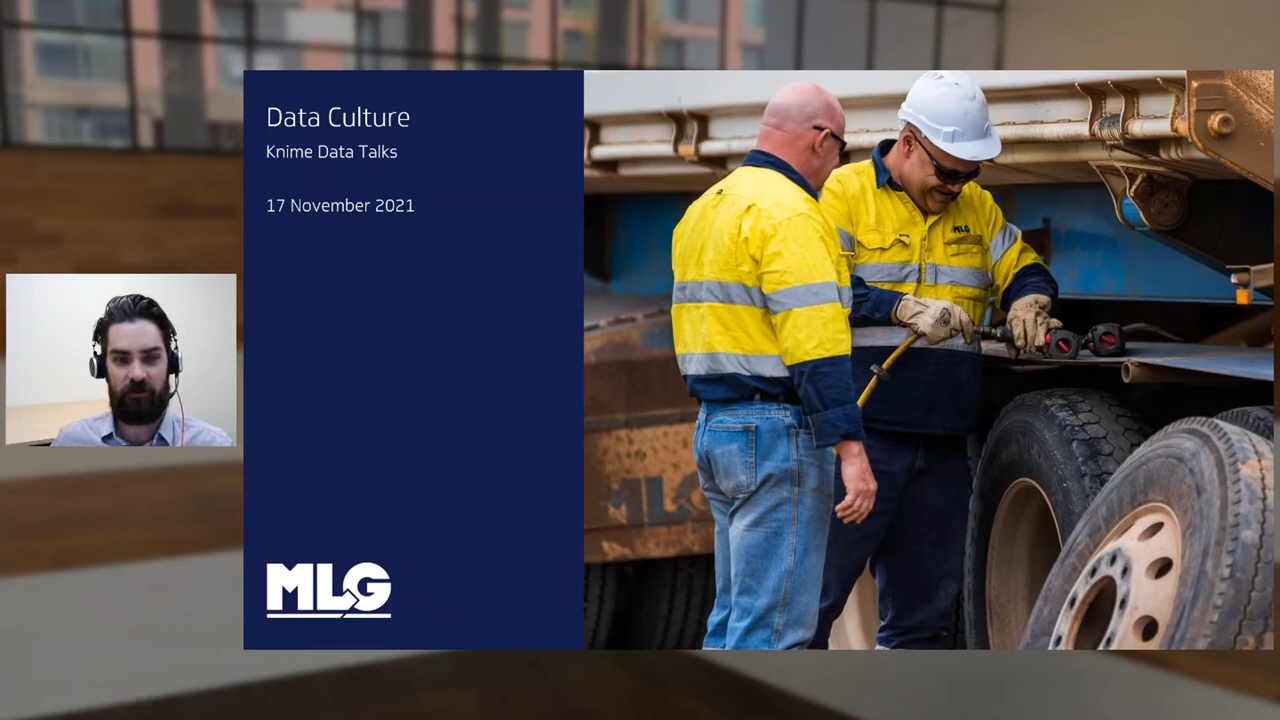 Data Culture
Knime Data Talks
17 November 2021
MLG
MLG